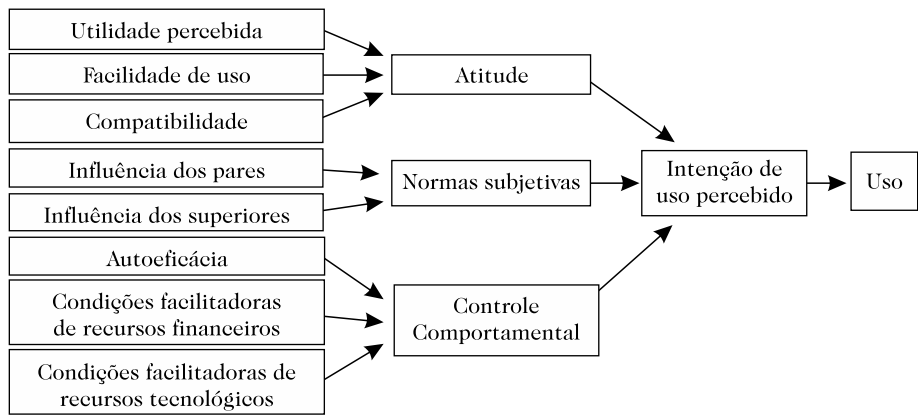 Utilidade percebida
Facilidade de uso
Compatibilidade
Influência dos pares
Influência dos superiores
Autoeficácia
Condições facilitadoras
de recursos financeiros
Condições facilitadoras de
recursos tecnológicos
Atitude
Normas subjetivas
Controle
Comportamental
Intenção de
uso percebido
Uso